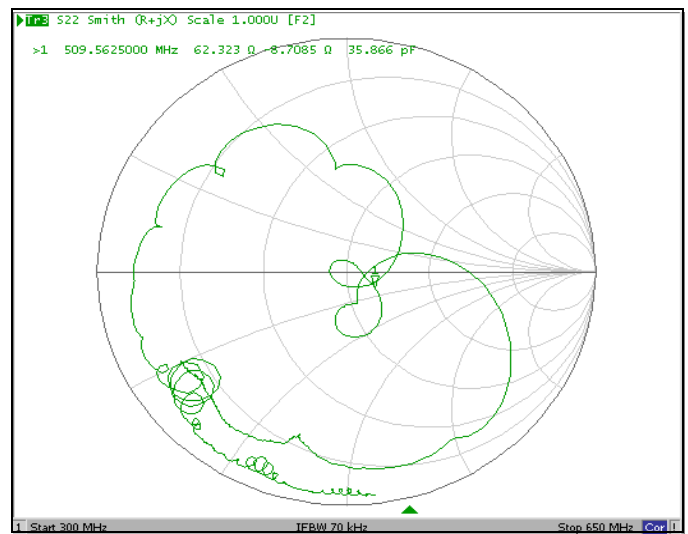 Tr3 S22 Smith (R+jX) Scale 1.000U [F2]
>1 509.5625000 MHz 62.323 Ω -8.7085 Ω 35.866 pF
1
1 Start 300 MHz IFBW 70 kHz Stop 650 MHz Cor !